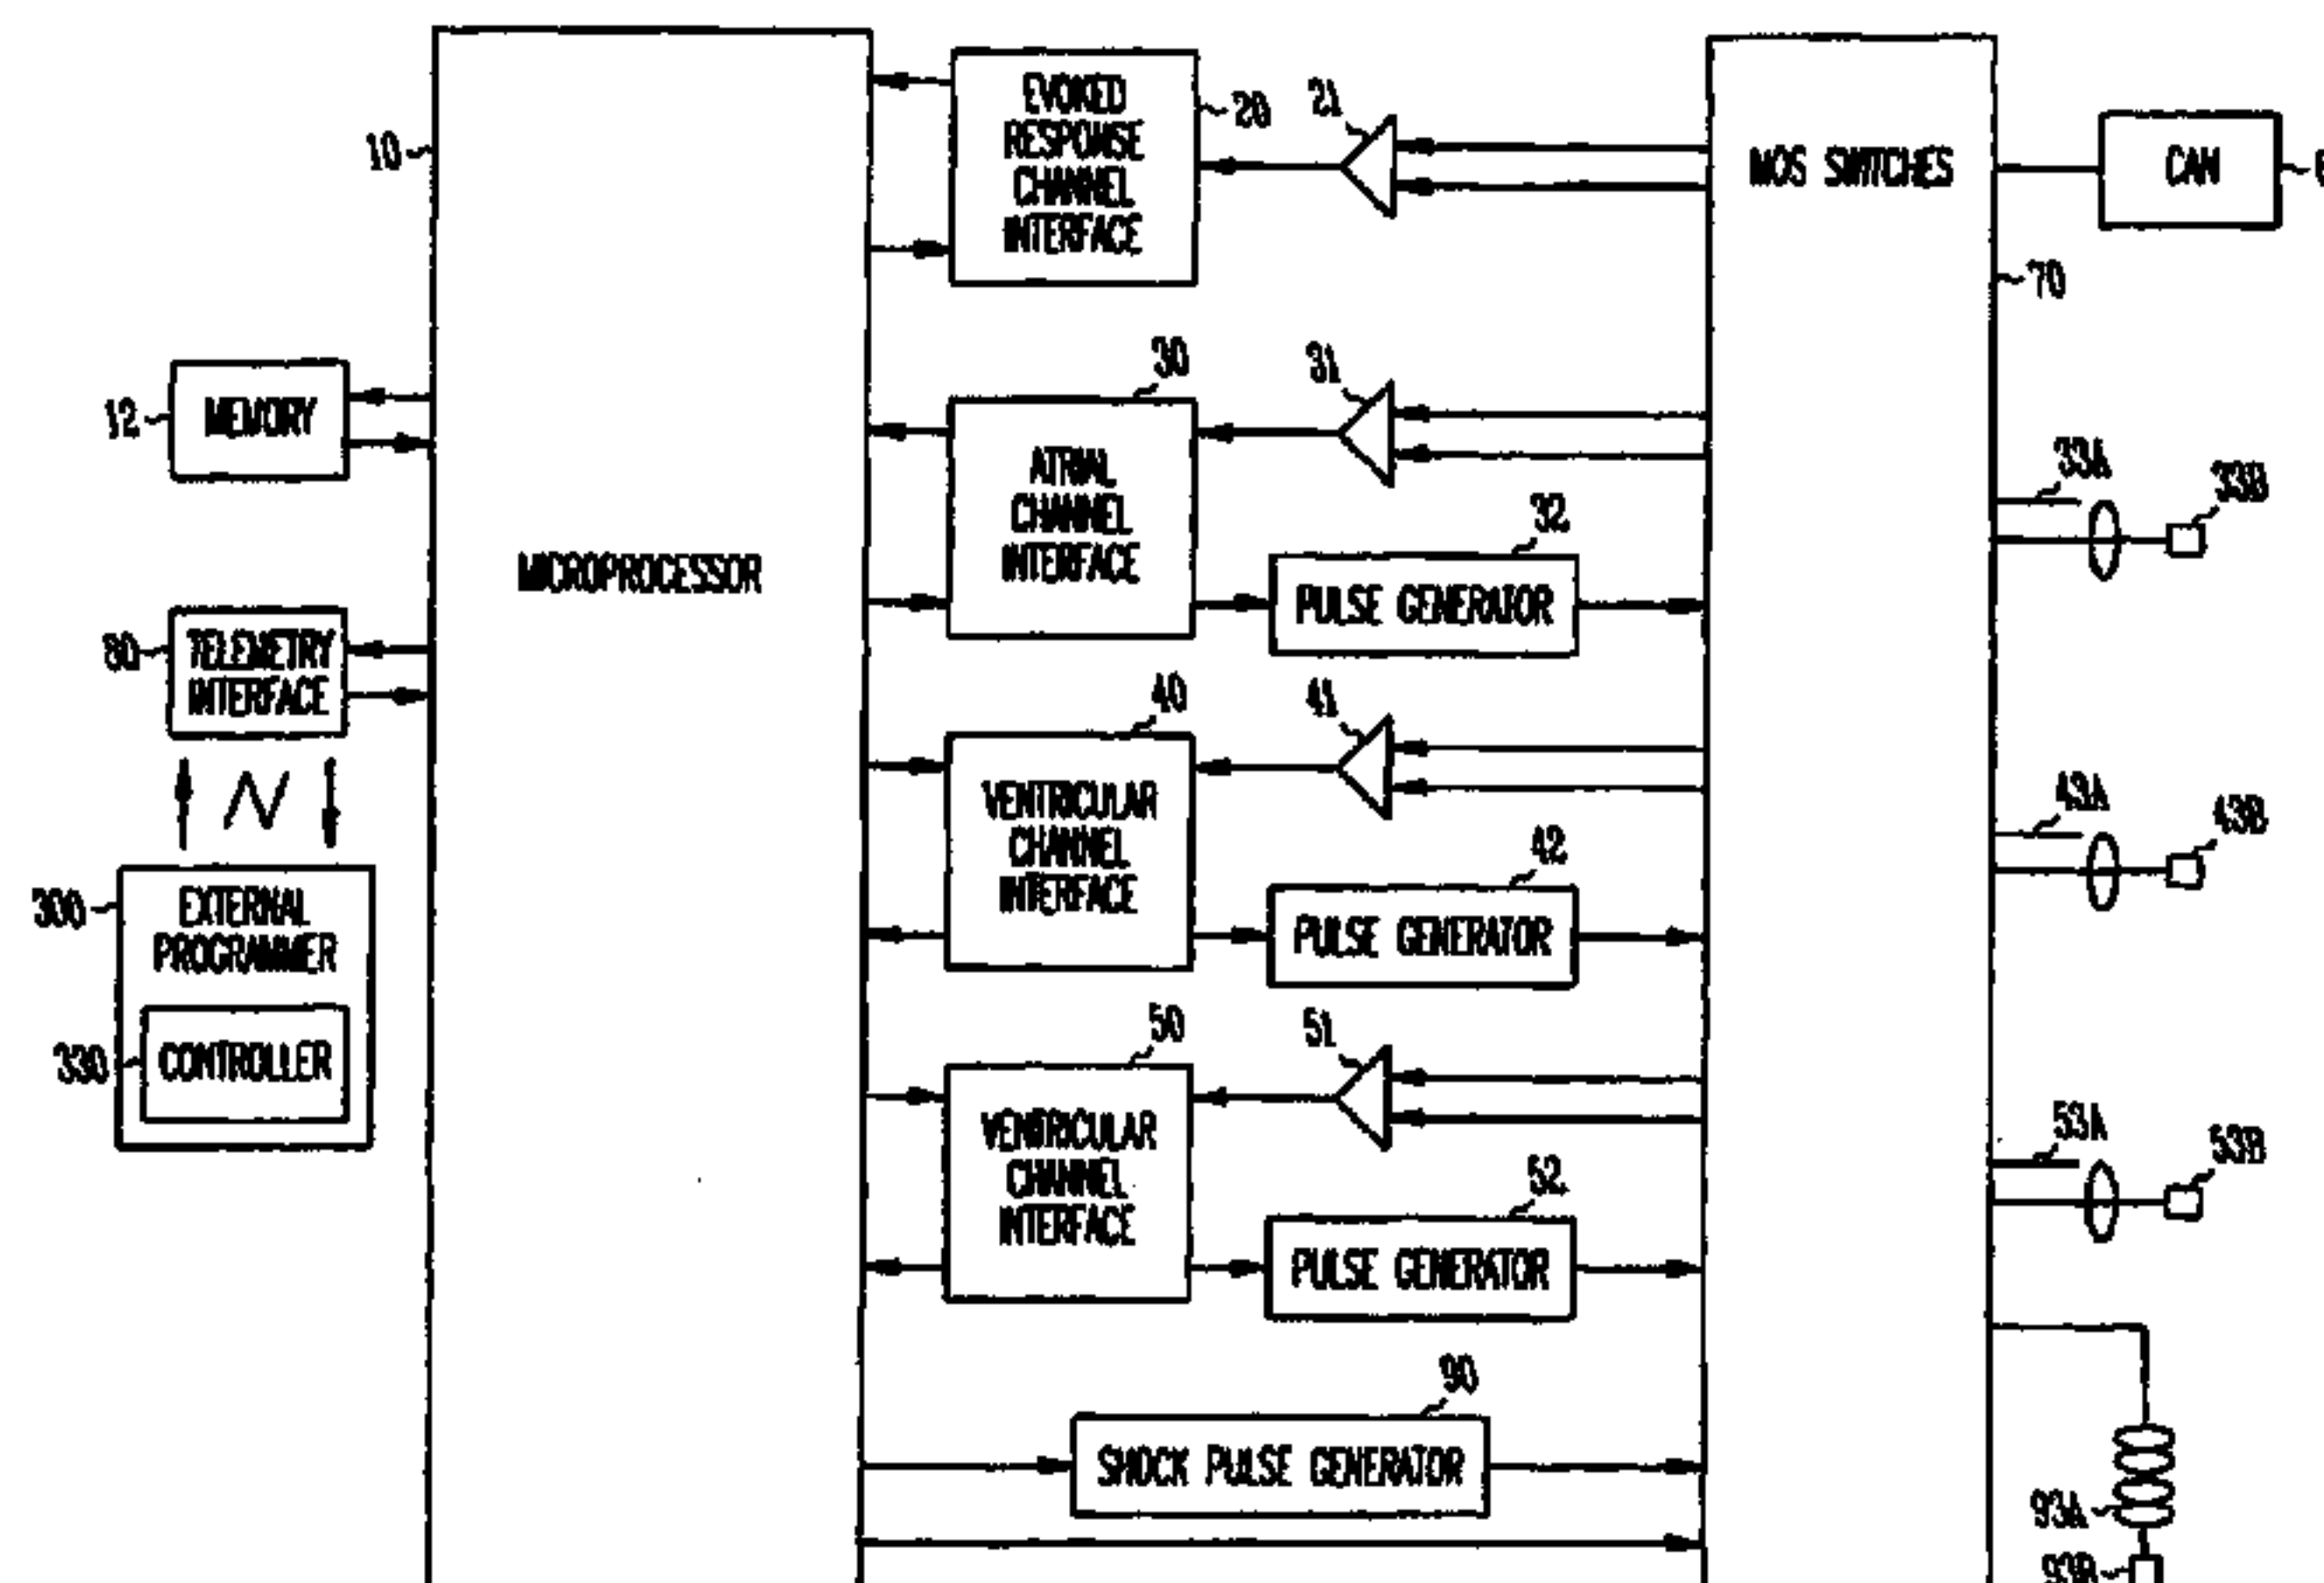 10
MICROPROCESSOR
EVOKED
RESPONSE
CHANNEL
INTERFACE
20
21
MOS SWITCHES
70
CAN
12
MEMORY
80
TELEMETRY
INTERFACE
300
EXTERNAL
PROGRAMMER
330
CONTROLLER
30
ATRIAL
CHANNEL
INTERFACE
31
32
PULSE GENERATOR
33A
33B
40
VENTRICULAR
CHANNEL
INTERFACE
41
42
PULSE GENERATOR
43A
43B
50
VENTRICULAR
CHANNEL
INTERFACE
51
52
PULSE GENERATOR
53A
53B
90
SHOCK PULSE GENERATOR
93A
93B